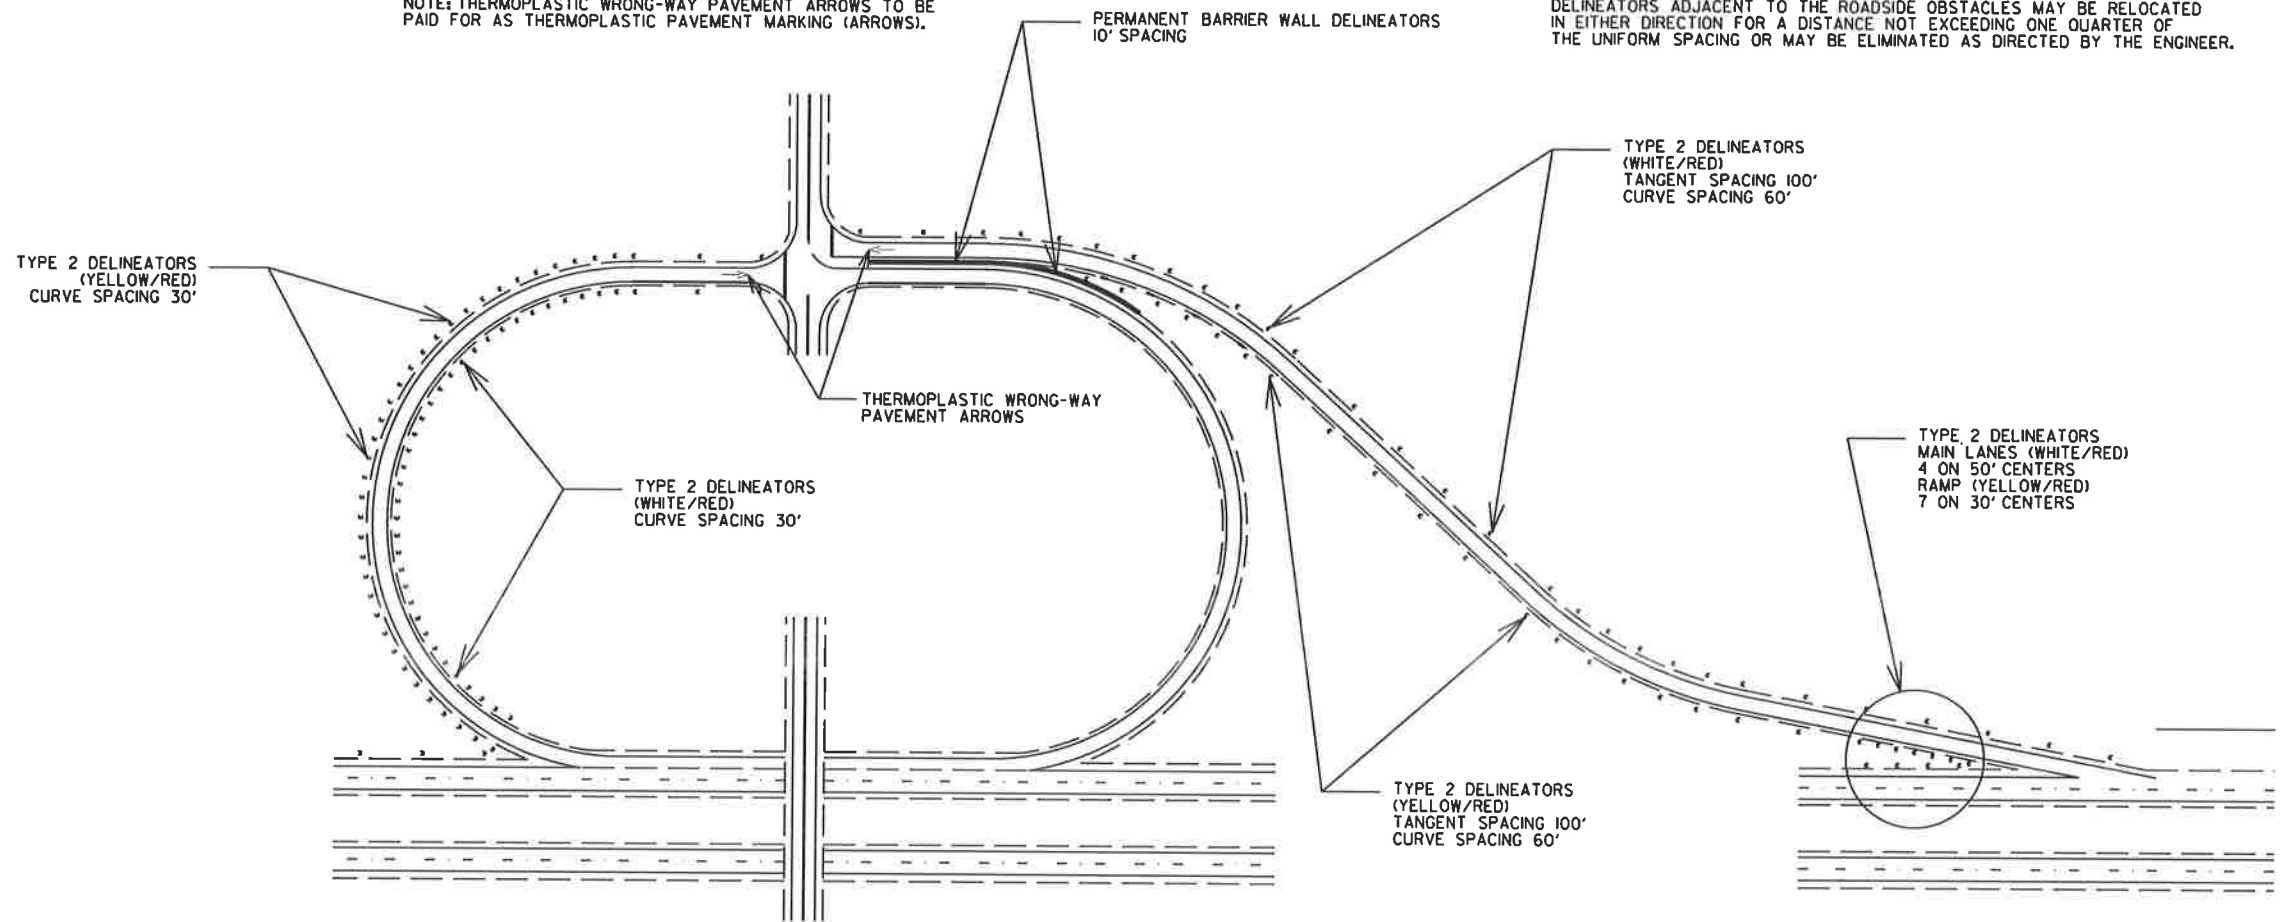 NOTE: THERMOPLASTIC WRONG-WAY PAVEMENT ARROWS TO BE
PAID FOR AS THERMOPLASTIC PAVEMENT MARKING (ARROWS).
PERMANENT BARRIER WALL DELINEATORS
10' SPACING
DELINEATORS ADJACENT TO THE ROADSIDE OBSTACLES MAY BE RELOCATED
IN EITHER DIRECTION FOR A DISTANCE NOT EXCEEDING ONE QUARTER OF
THE UNIFORM SPACING OR MAY BE ELIMINATED AS DIRECTED BY THE ENGINEER.
TYPE 2 DELINEATORS
(WHITE/RED)
TANGENT SPACING 100'
CURVE SPACING 60'
TYPE 2 DELINEATORS
(YELLOW/RED)
CURVE SPACING 30'
THERMOPLASTIC WRONG-WAY
PAVEMENT ARROWS
TYPE 2 DELINEATORS
(WHITE/RED)
CURVE SPACING 30'
TYPE 2 DELINEATORS
MAIN LANES (WHITE/RED)
4 ON 50' CENTERS
RAMP (YELLOW/RED)
7 ON 30' CENTERS
TYPE 2 DELINEATORS
(YELLOW/RED)
TANGENT SPACING 100'
CURVE SPACING 60'